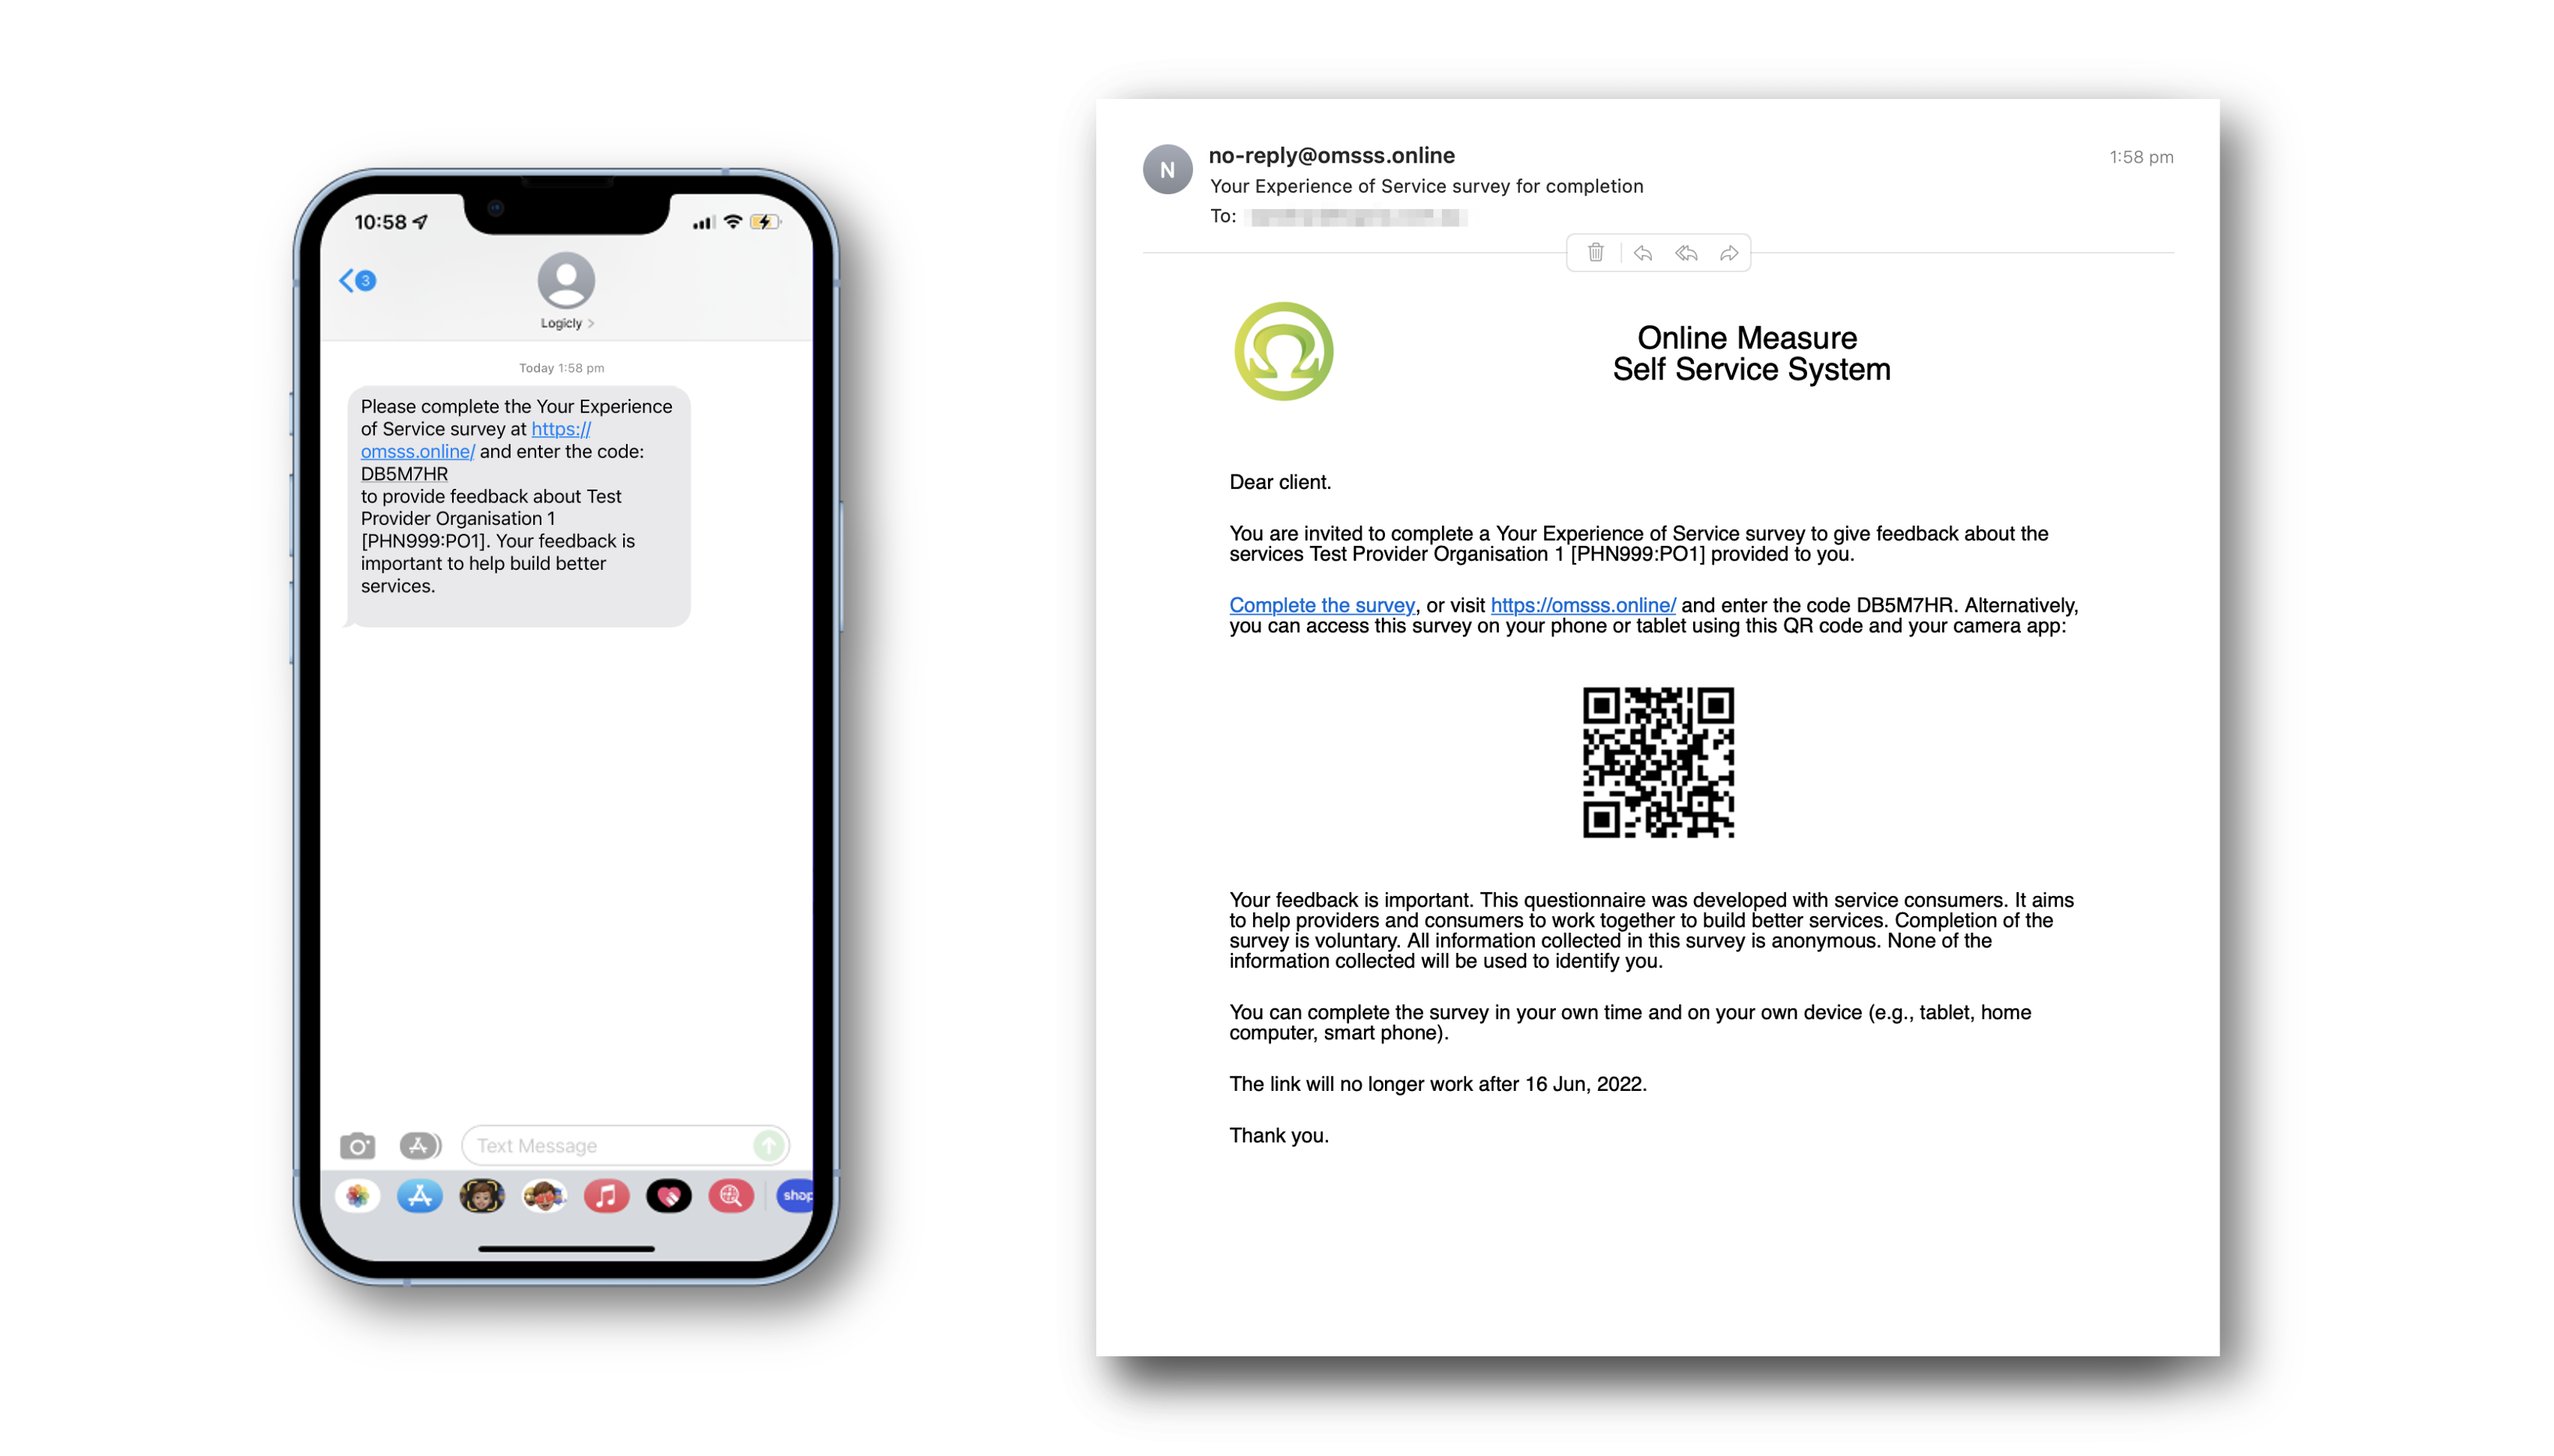 10:58
3
Logicly >
Today 1:58 pm
Please complete the Your Experience
of Service survey at https://
omsss.online/ and enter the code:
DB5M7HR
to provide feedback about Test
Provider Organisation 1
[PHN999:PO1]. Your feedback is
important to help build better
services.
Text Message
shop
N
no-reply@omsss.online
1:58 pm
Your Experience of Service survey for completion
To:
Online Measure
Self Service System
Dear client.
You are invited to complete a Your Experience of Service survey to give feedback about the
services Test Provider Organisation 1 [PHN999:PO1] provided to you.
Complete the survey, or visit https://omsss.online/ and enter the code DB5M7HR. Alternatively,
you can access this survey on your phone or tablet using this QR code and your camera app:
Your feedback is important. This questionnaire was developed with service consumers. It aims
to help providers and consumers to work together to build better services. Completion of the
survey is voluntary. All information collected in this survey is anonymous. None of the
information collected will be used to identify you.
You can complete the survey in your own time and on your own device (e.g., tablet, home
computer, smart phone).
The link will no longer work after 16 Jun, 2022.
Thank you.